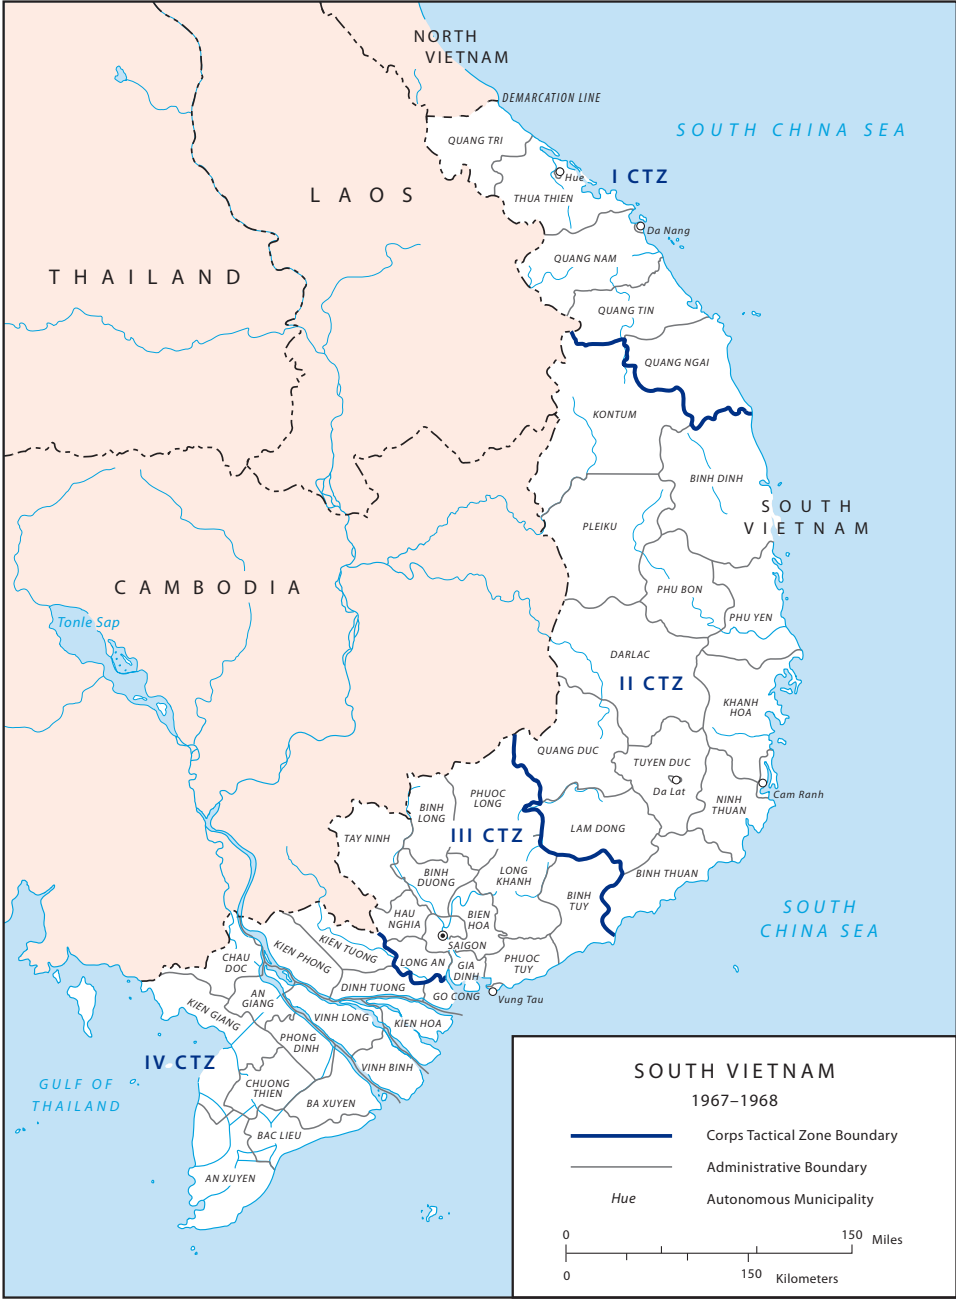 NORTH
VIETNAM
DEMARCATION LINE
SOUTH CHINA SEA
QUANG TRI
Hue
I CTZ
LAOS
THUA THIEN
Da Nang
THAILAND
QUANG NAM
QUANG TIN
QUANG NGAI
KONTUM
BINH DINH
SOUTH
VIETNAM
PLEIKU
CAMBODIA
PHU BON
PHU YEN
Tonle Sap
DARLAC
II CTZ
KHANH
HOA
QUANG DUC
TUYEN DUC
Da Lat
Cam Ranh
NINH
THUAN
PHUOC
LONG
BINH
LONG
III CTZ
LAM DONG
TAY NINH
BINH
DUONG
LONG
KHANH
BINH THUAN
BINH
TUY
HAU
NGHIA
BIEN
HOA
SOUTH
CHINA SEA
SAIGON
KIEN TUONG
KIEN PHONG
CHAU
DOC
LONG AN
GIA
DINH
PHUOC
TUY
DINH TUONG
GO CONG
Vung Tau
AN
GIANG
KIEN GIANG
VINH LONG
KIEN HOA
PHONG
DINH
IV CTZ
VINH BINH
GULF OF
THAILAND
CHUONG
THIEN
BA XUYEN
BAC LIEU
AN XUYEN
SOUTH VIETNAM
1967–1968
Corps Tactical Zone Boundary
Administrative Boundary
Hue Autonomous Municipality
0 150 Miles
0 150 Kilometers